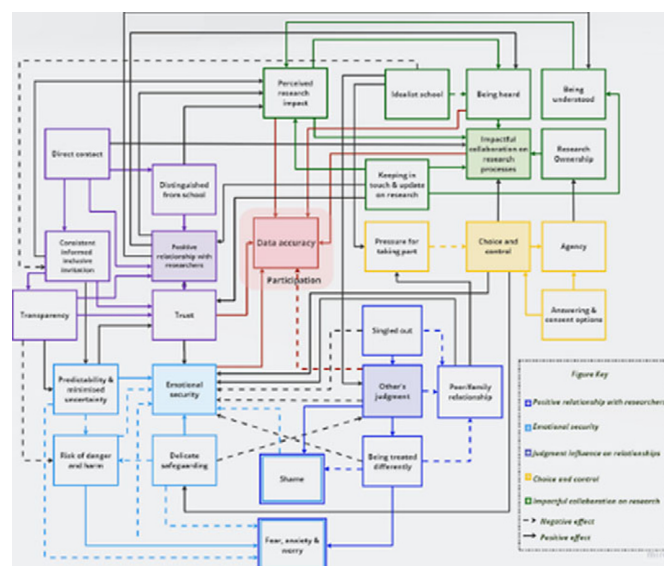 Perceived
research
impact
Idealist school
Being heard
Being
understood
Direct contact
Impactful
collaboration on
research
processes
Research
Ownership
Distinguished
from school
Keeping in
touch & update
on research
Consistent
informed
inclusive
invitation
Positive
relationship with
researchers
Data accuracy
Pressure for
taking part
Choice and
control
Agency
Participation
Transparency
Trust
Answering &
consent options
Singled out
Predictability &
minimised
uncertainty
Emotional
security
Other's
judgment
Peer/family
relationship
Risk of danger
and harm
Delicate
safeguarding
Being treated
differently
Shame
Fear, anxiety &
worry
Figure Key
Positive relationship with researchers
Emotional security
Judgment influence on relationships
Choice and control
Impactful collaboration on research
Negative effect
Positive effect